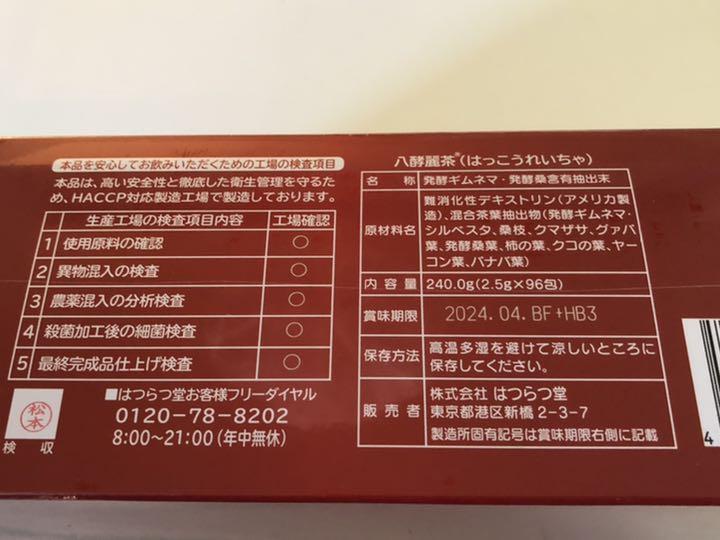 本品を安心してお飲みいただくための工場の検査項目
本品は、高い安全性と徹底した衛生管理を守るた
め、HACCP対応製造工場で製造しております。
生産工場の検査項目内容 工場確認
1 使用原料の確認 ○
2 異物混入の検査 ○
3 農薬混入の分析検査 ○
4 殺菌加工後の細菌検査 ○
5 最終完成品仕上げ検査 ○
松本
検収
■はつらつ堂お客様フリーダイヤル
0120-78-8202
8:00〜21:00(年中無休)
八酵麗茶®(はっこうれいちゃ)
名称 発酵ギムネマ・発酵桑含有抽出末
原材料名 難消化性デキストリン(アメリカ製
造)、混合茶葉抽出物(発酵ギムネマ・
シルベスタ、桑枝、クマザサ、グァバ
葉、発酵桑葉、柿の葉、クコの葉、ヤー
コン葉、バナバ葉)
内容量 240.0g(2.5g×96包)
賞味期限 2024.04.BF+HB3
保存方法 高温多湿を避けて涼しいところに
保存してください。
販売者 株式会社 はつらつ堂
東京都港区新橋2-3-7
製造所固有記号は賞味期限右側に記載
4